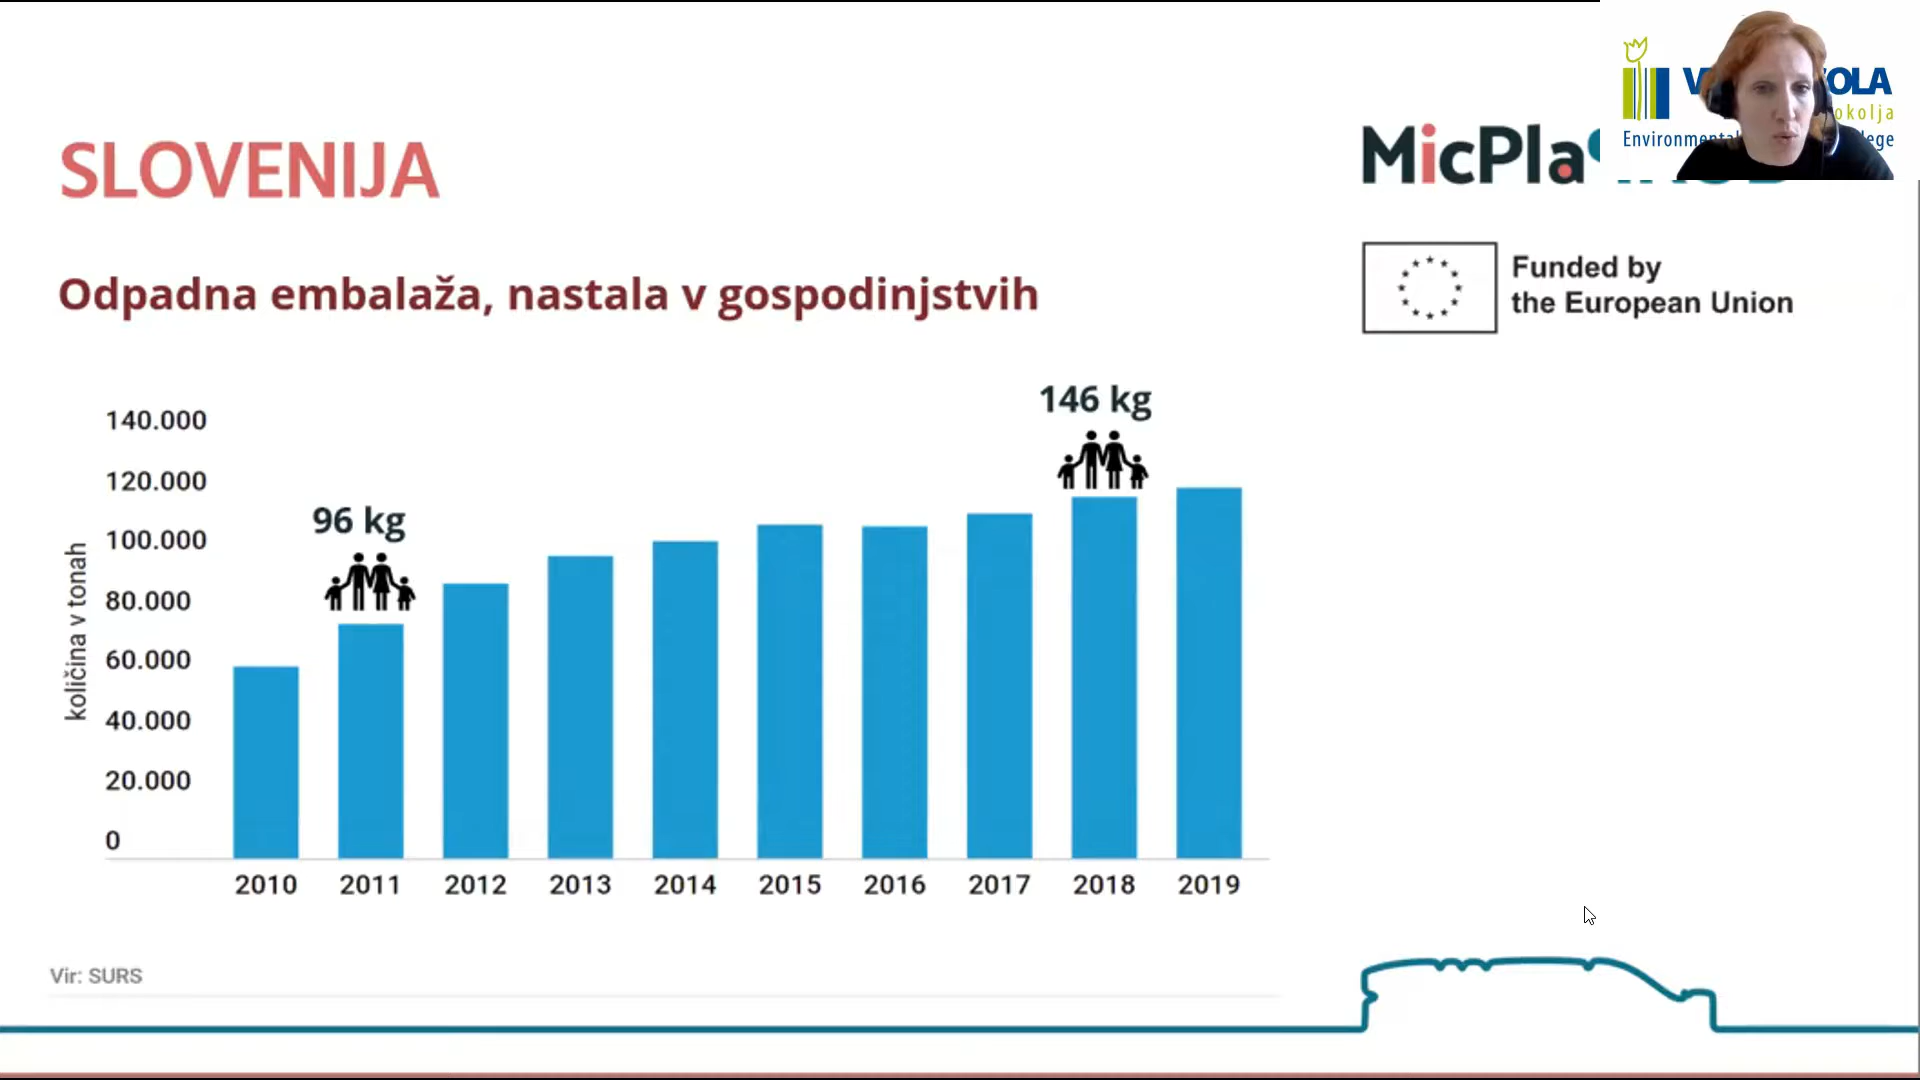 SLOVENIJA
Odpadna embalaža, nastala v gospodinjstvih
MicPla
okolja
Funded by
the European Union
146 kg
96 kg
količina v tonah
140.000
120.000
100.000
80.000
60.000
40.000
20.000
0
2010 2011 2012 2013 2014 2015 2016 2017 2018 2019
Vir: SURS